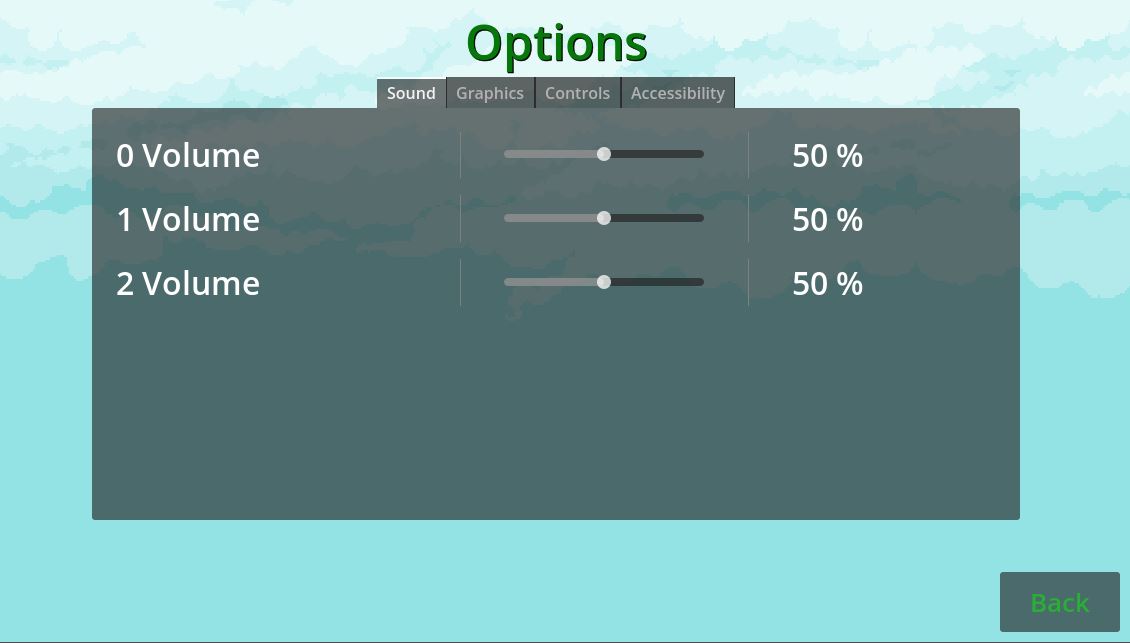 Options
Sound Graphics Controls Accessibility
0 Volume 50 %
1 Volume 50 %
2 Volume 50 %
Back